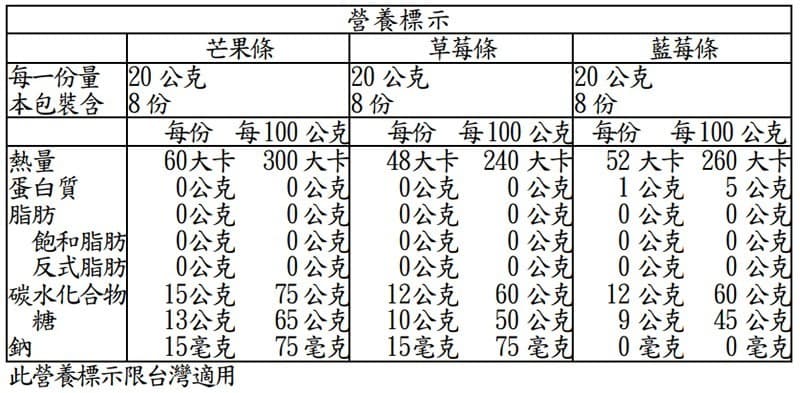 營養標示
芒果條 草莓條 藍莓條
每一份量 20 公克 20 公克 20 公克
本包裝含 8 份 8 份 8 份
每份 每100 公克 每份 每100 公克 每份 每100 公克
熱量 60大卡 300 大卡 48大卡 240 大卡 52 大卡 260 大卡
蛋白質 0公克 0 公克 0公克 0 公克 1 公克 5 公克
脂肪 0公克 0 公克 0公克 0 公克 0 公克 0 公克
飽和脂肪 0公克 0 公克 0公克 0 公克 0 公克 0 公克
反式脂肪 0公克 0 公克 0公克 0 公克 0 公克 0 公克
碳水化合物 15公克 75 公克 12公克 60 公克 12 公克 60 公克
糖 13公克 65 公克 10公克 50 公克 9 公克 45 公克
鈉 15毫克 75 毫克 15毫克 75 毫克 0 毫克 0 毫克
此營養標示限台灣適用